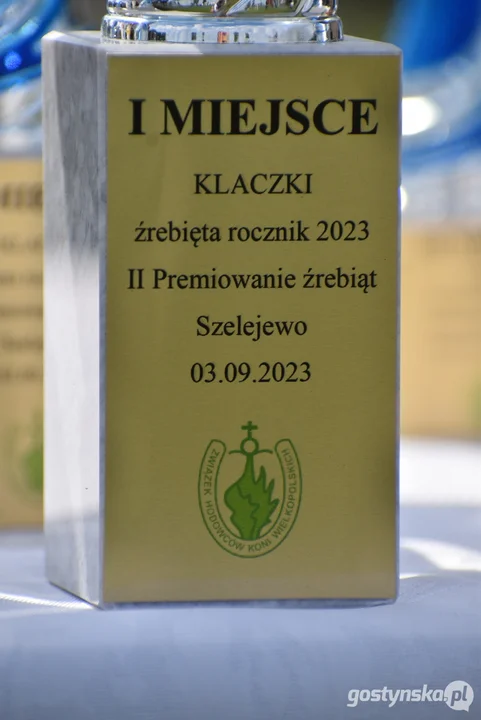 I MIEJSCE
KLACZKI
źrebięta rocznik 2023
II Premiowanie źrebiąt
Szelejewo
03.09.2023
ZWIĄZEK HODOWCÓW KONI WIELKOPOLSKICH
gostynska.pl